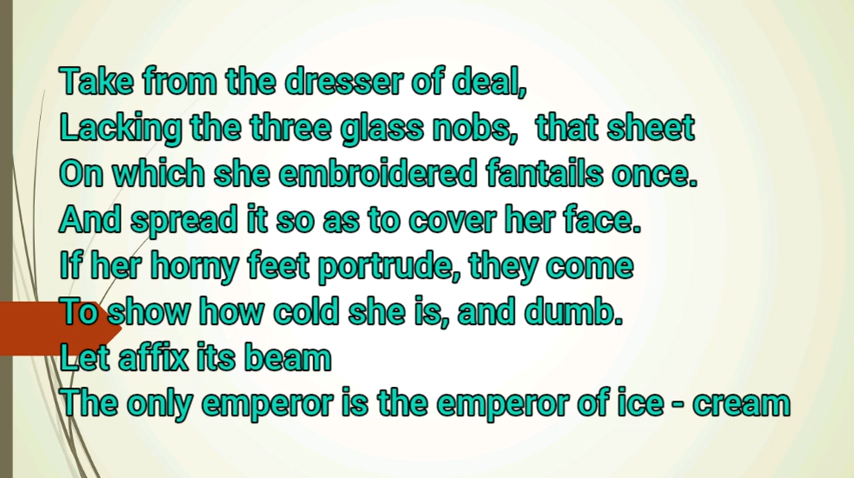 Take from the dresser of deal,
Lacking the three glass nobs, that sheet
On which she embroidered fantails once.
And spread it so as to cover her face.
If her horny feet portrude, they come
To show how cold she is, and dumb.
Let affix its beam
The only emperor is the emperor of ice - cream